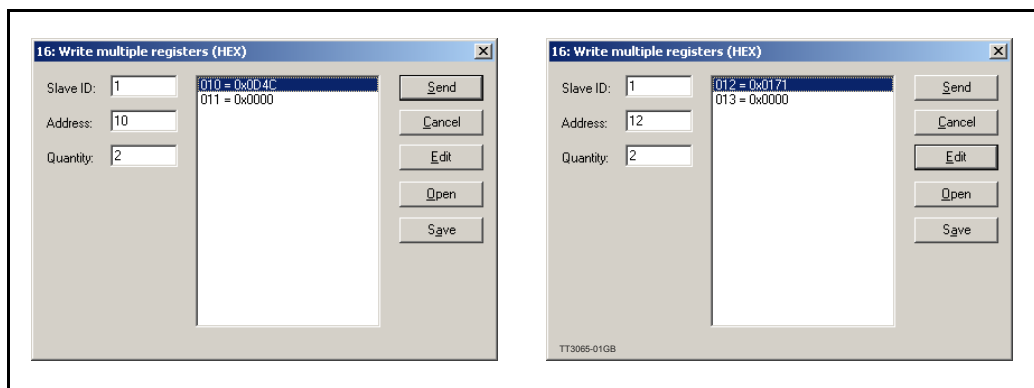 16: Write multiple registers (HEX)
Slave ID: 1
Address: 10
Quantity: 2
010 = 0x0D4C
011 = 0x0000
Send
Cancel
Edit
Open
Save
16: Write multiple registers (HEX)
Slave ID: 1
Address: 12
Quantity: 2
012 = 0x0171
013 = 0x0000
Send
Cancel
Edit
Open
Save
TT3065-01GB